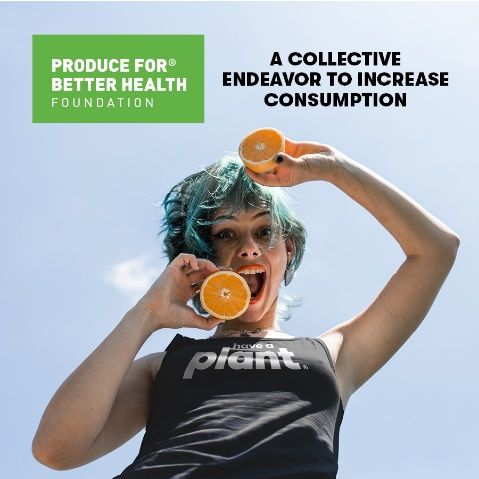 PRODUCE FOR®
BETTER HEALTH
FOUNDATION
A COLLECTIVE
ENDEAVOR TO INCREASE
CONSUMPTION
have a
plant®